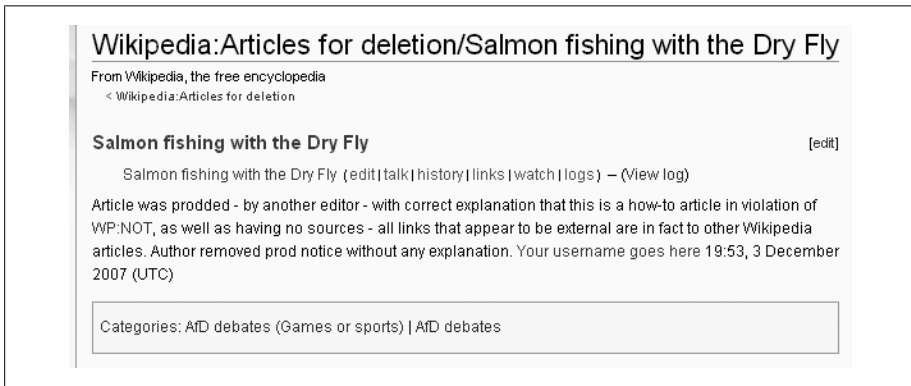 Wikipedia:Articles for deletion/Salmon fishing with the Dry Fly
From Wikipedia, the free encyclopedia
< Wikipedia:Articles for deletion
Salmon fishing with the Dry Fly [edit]
Salmon fishing with the Dry Fly (edit|talk|history|links|watch|logs) – (View log)
Article was prodded - by another editor - with correct explanation that this is a how-to article in violation of
WP:NOT, as well as having no sources - all links that appear to be external are in fact to other Wikipedia
articles. Author removed prod notice without any explanation. Your username goes here 19:53, 3 December
2007 (UTC)
Categories: AfD debates (Games or sports) | AfD debates